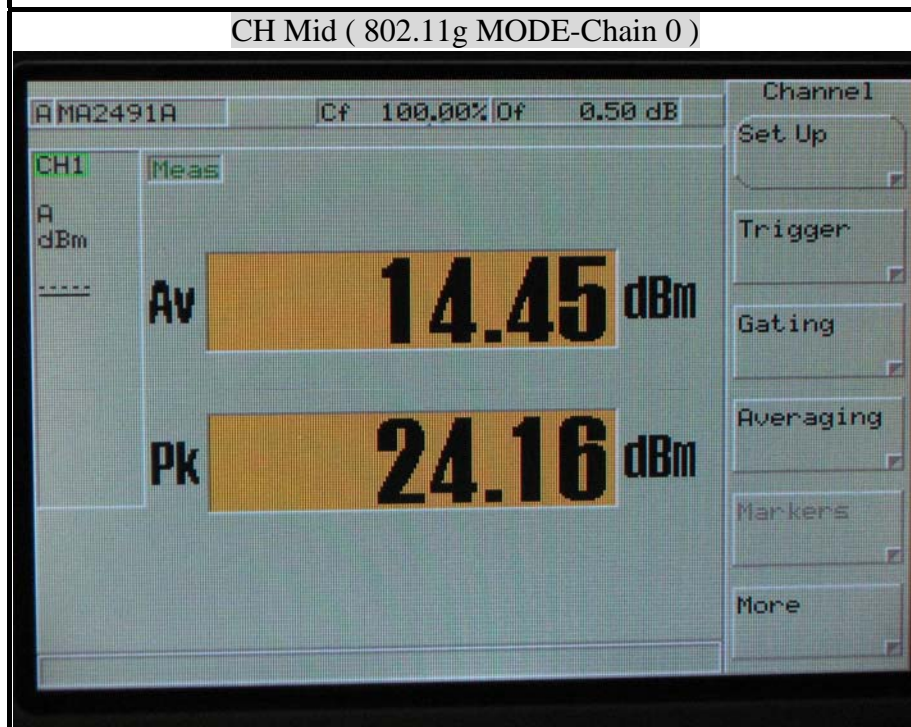 CH Mid ( 802.11g MODE-Chain 0 )
A MA2491A Cf 100.00% Of 0.50 dB
Channel
Set Up
CH1 Meas
A
dBm
-----
Trigger
Av 14.45 dBm
Gating
Averaging
Pk 24.16 dBm
Markers
More